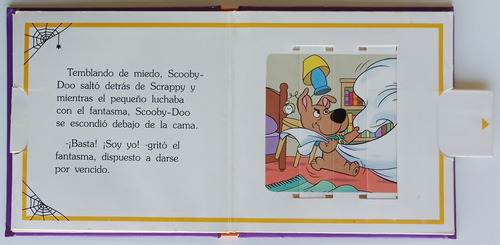 Temblando de miedo, Scooby-
Doo saltó detrás de Scrappy y
mientras el pequeño luchaba
con el fantasma, Scooby-Doo
se escondió debajo de la cama.
-¡Basta! ¡Soy yo! -gritó el
fantasma, dispuesto a darse
por vencido.